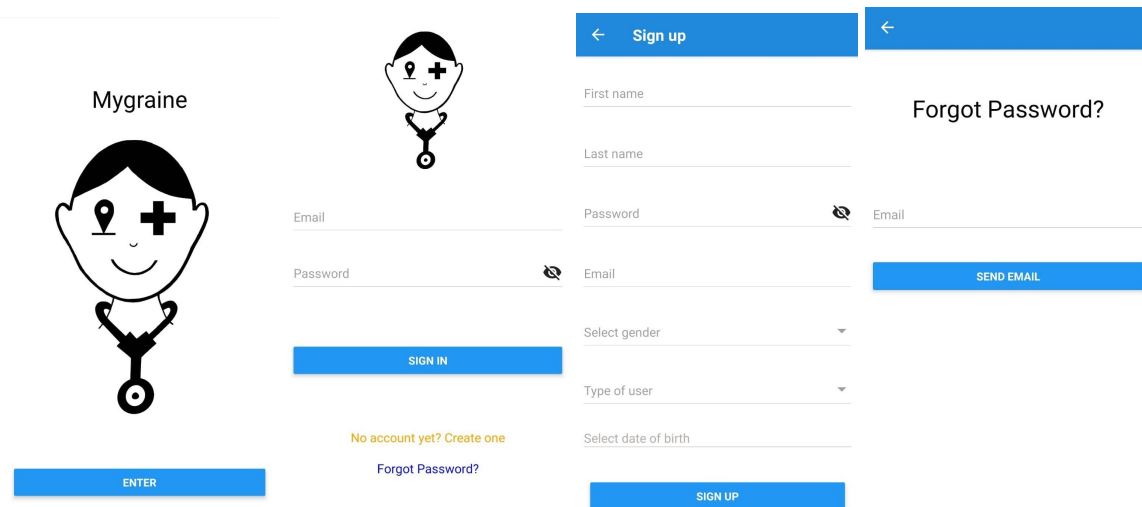 Mygraine
ENTER
Email
Password
SIGN IN
No account yet? Create one
Forgot Password?
Sign up
First name
Last name
Password
Email
Select gender
Type of user
Select date of birth
SIGN UP
Forgot Password?
Email
SEND EMAIL